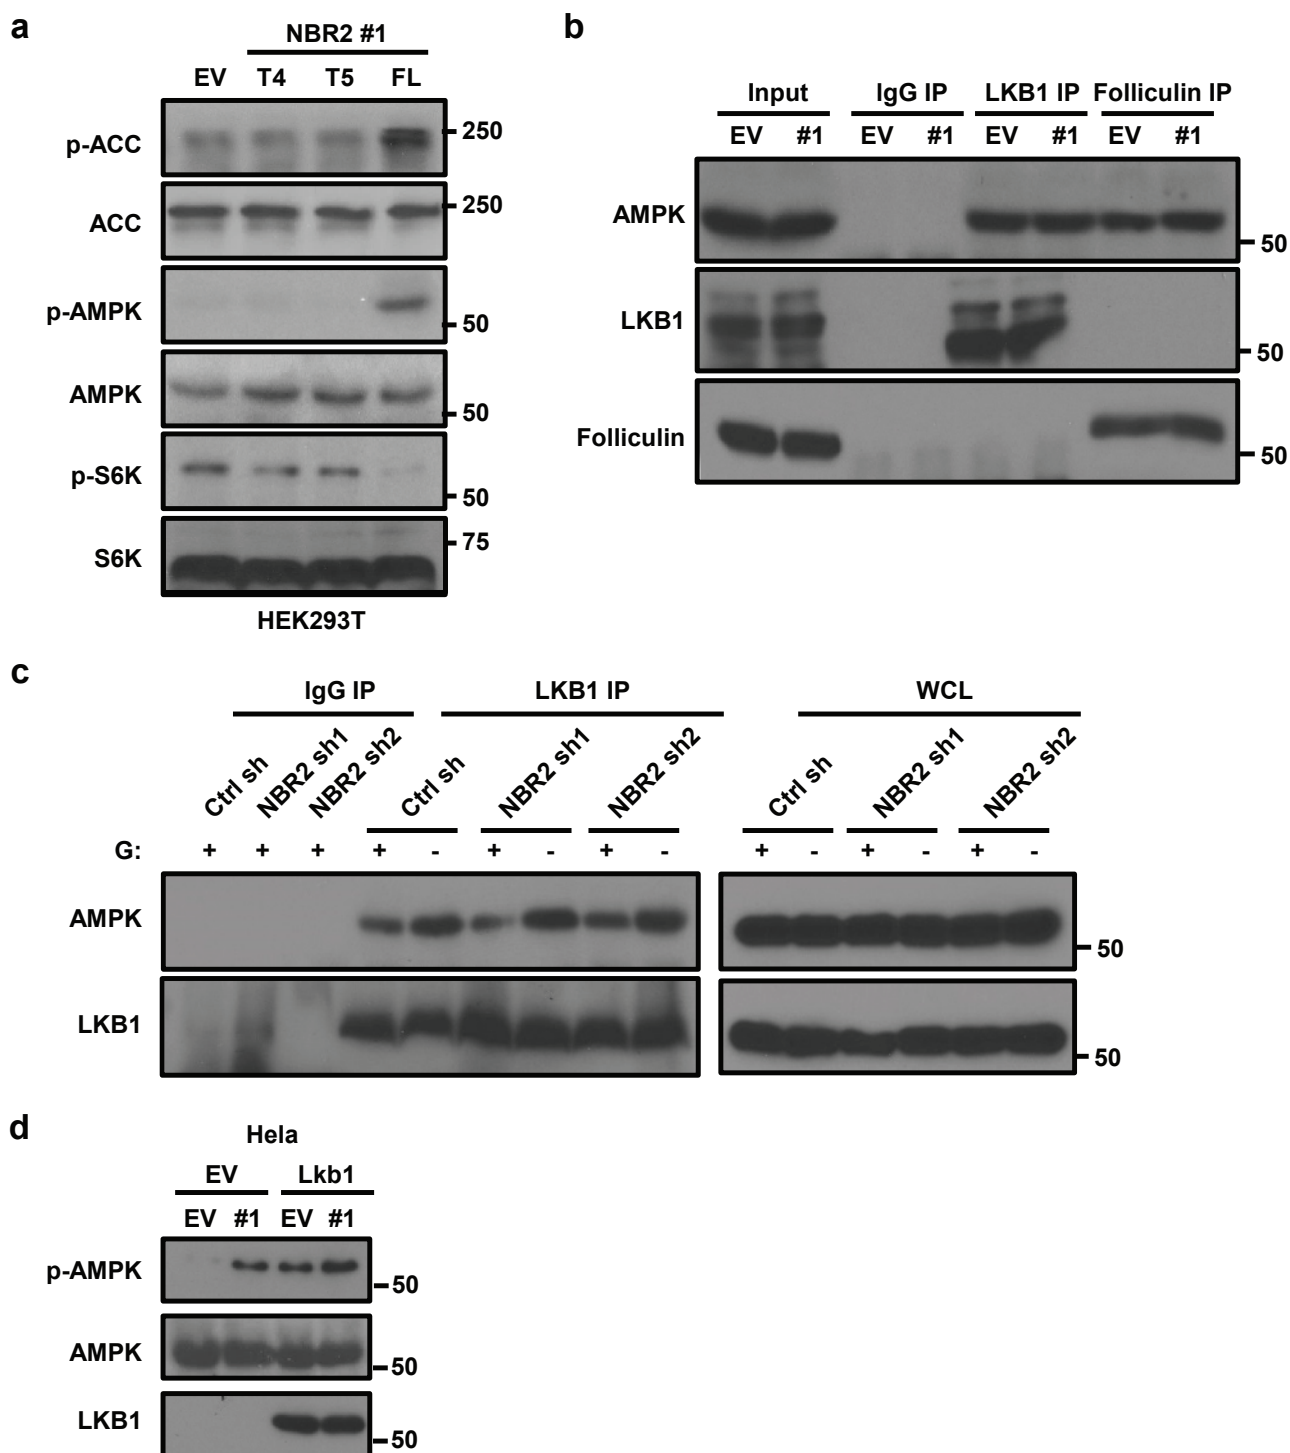 a
NBR2 #1
EV T4 T5 FL
p-ACC 250
ACC 250
p-AMPK 50
AMPK 50
p-S6K 50
S6K 75
HEK293T
b
Input IgG IP LKB1 IP Folliculin IP
EV #1 EV #1 EV #1 EV #1
AMPK 50
LKB1 50
Folliculin 50
c
IgG IP LKB1 IP WCL
Ctrl sh NBR2 sh1 NBR2 sh2 Ctrl sh NBR2 sh1 NBR2 sh2 Ctrl sh NBR2 sh1 NBR2 sh2
G: + + + + - + - + - + - + - + -
AMPK 50
LKB1 50
d
Hela
EV Lkb1
EV #1 EV #1
p-AMPK 50
AMPK 50
LKB1 50